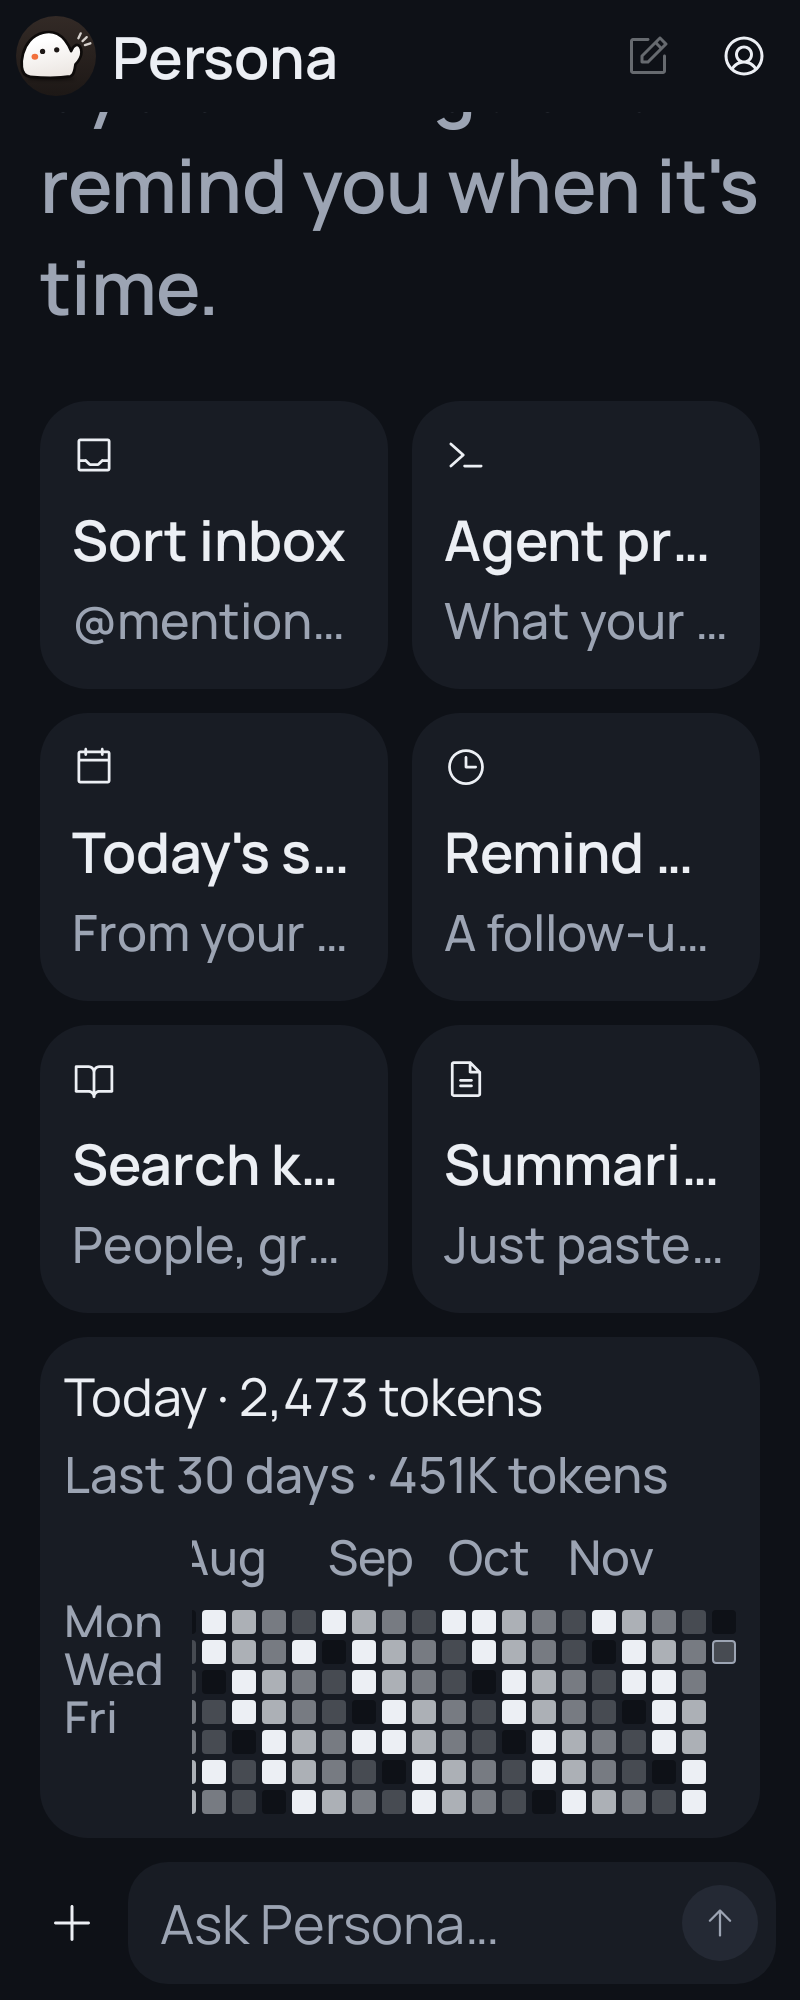 Persona
remind you when it's
time.
Sort inbox
@mention...
Agent pr...
What your ...
Today's s...
From your ...
Remind ...
A follow-u...
Search k...
People, gr...
Summari...
Just paste...
Today · 2,473 tokens
Last 30 days · 451K tokens
Aug Sep Oct Nov
Mon
Wed
Fri
Ask Persona...